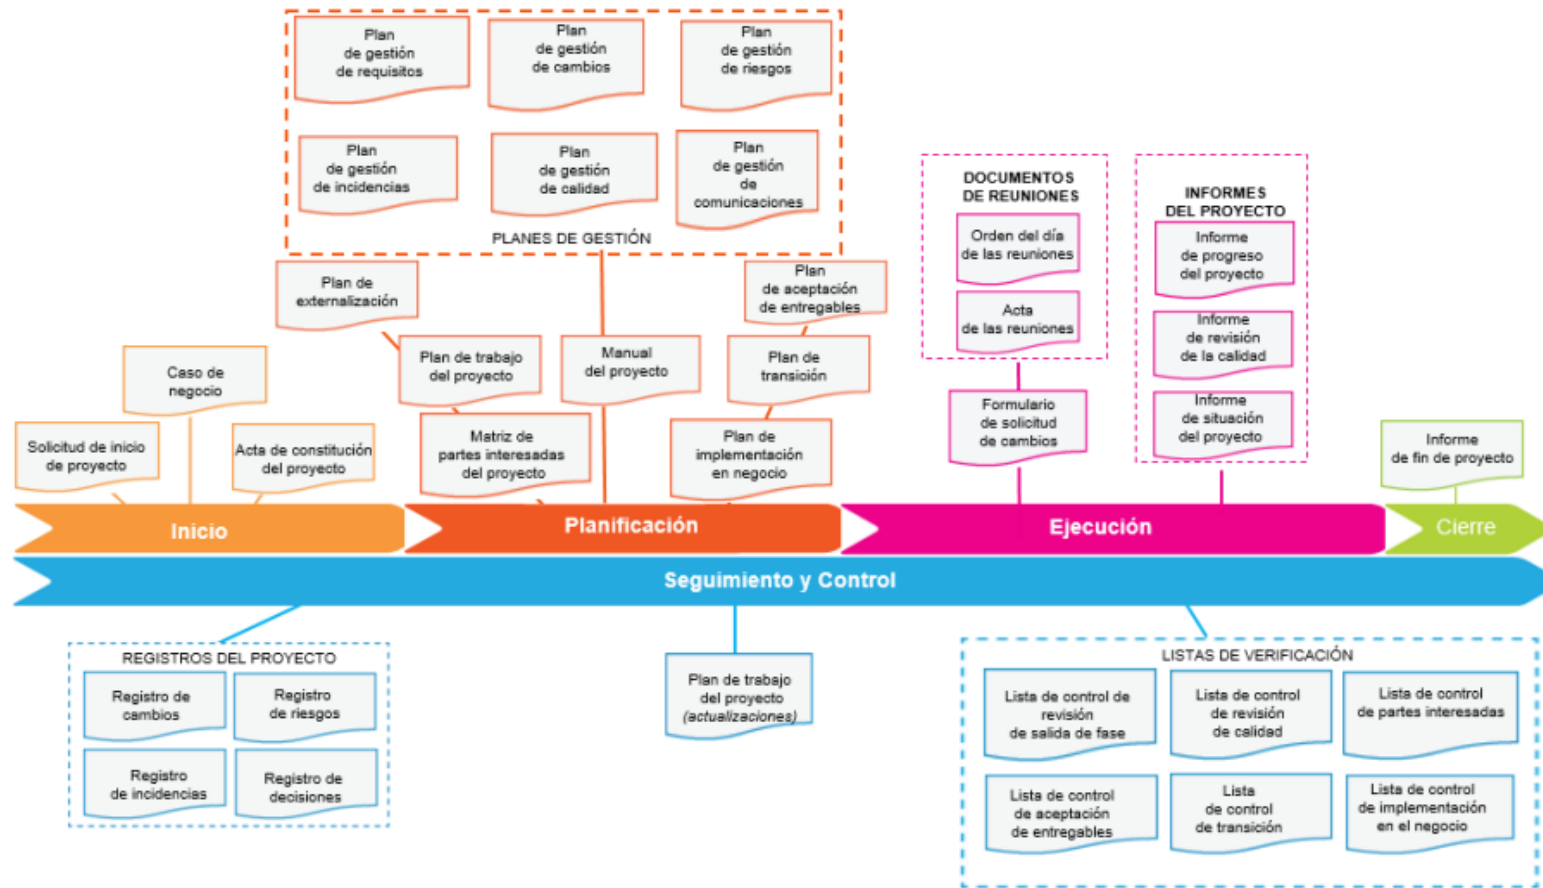 Plan
de gestión
de requisitos
Plan
de gestión
de cambios
Plan
de gestión
de riesgos
Plan
de gestión
de incidencias
Plan
de gestión
de calidad
Plan
de gestión
de
comunicaciones
PLANES DE GESTIÓN
DOCUMENTOS
DE REUNIONES
Orden del día
de las reuniones
Acta
de las reuniones
INFORMES
DEL PROYECTO
Informe
de progreso
del proyecto
Informe
de revisión
de la calidad
Informe
de situación
del proyecto
Plan de
externalización
Plan
de aceptación
de entregables
Plan de trabajo
del proyecto
Manual
del proyecto
Plan de
transición
Caso de
negocio
Solicitud de inicio
de proyecto
Acta de constitución
del proyecto
Matriz de
partes interesadas
del proyecto
Plan de
implementación
en negocio
Formulario
de solicitud
de cambios
Informe
de fin de proyecto
Inicio
Planificación
Ejecución
Cierre
Seguimiento y Control
REGISTROS DEL PROYECTO
Registro de
cambios
Registro
de riesgos
Registro
de incidencias
Registro de
decisiones
Plan de trabajo
del proyecto
(actualizaciones)
LISTAS DE VERIFICACIÓN
Lista de control de
revisión
de salida de fase
Lista de control
de revisión
de calidad
Lista de control
de partes interesadas
Lista de control
de aceptación
de entregables
Lista
de control
de transición
Lista de control
de implementación
en el negocio